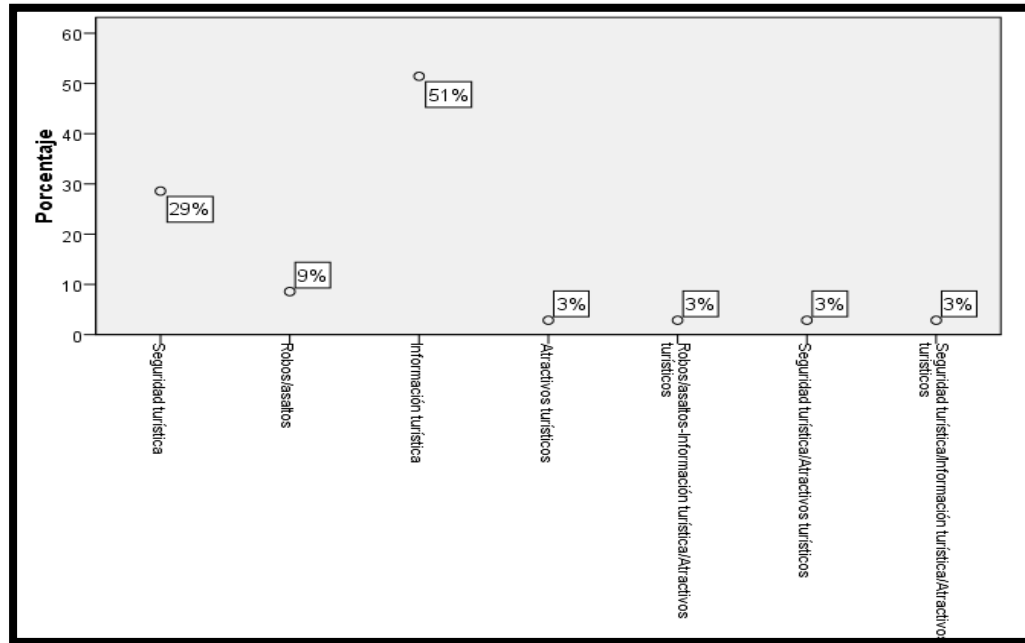 Porcentaje
60
50
40
30
20
10
0
29%
9%
51%
3%
3%
3%
3%
Seguridad turística
Robos/asaltos
Información turística
Atractivos turísticos
Robos/asaltos-Información turística/Atractivos
turísticos
Seguridad turística/Atractivos turísticos
Seguridad turística/Información turística/Atractivos
turísticos